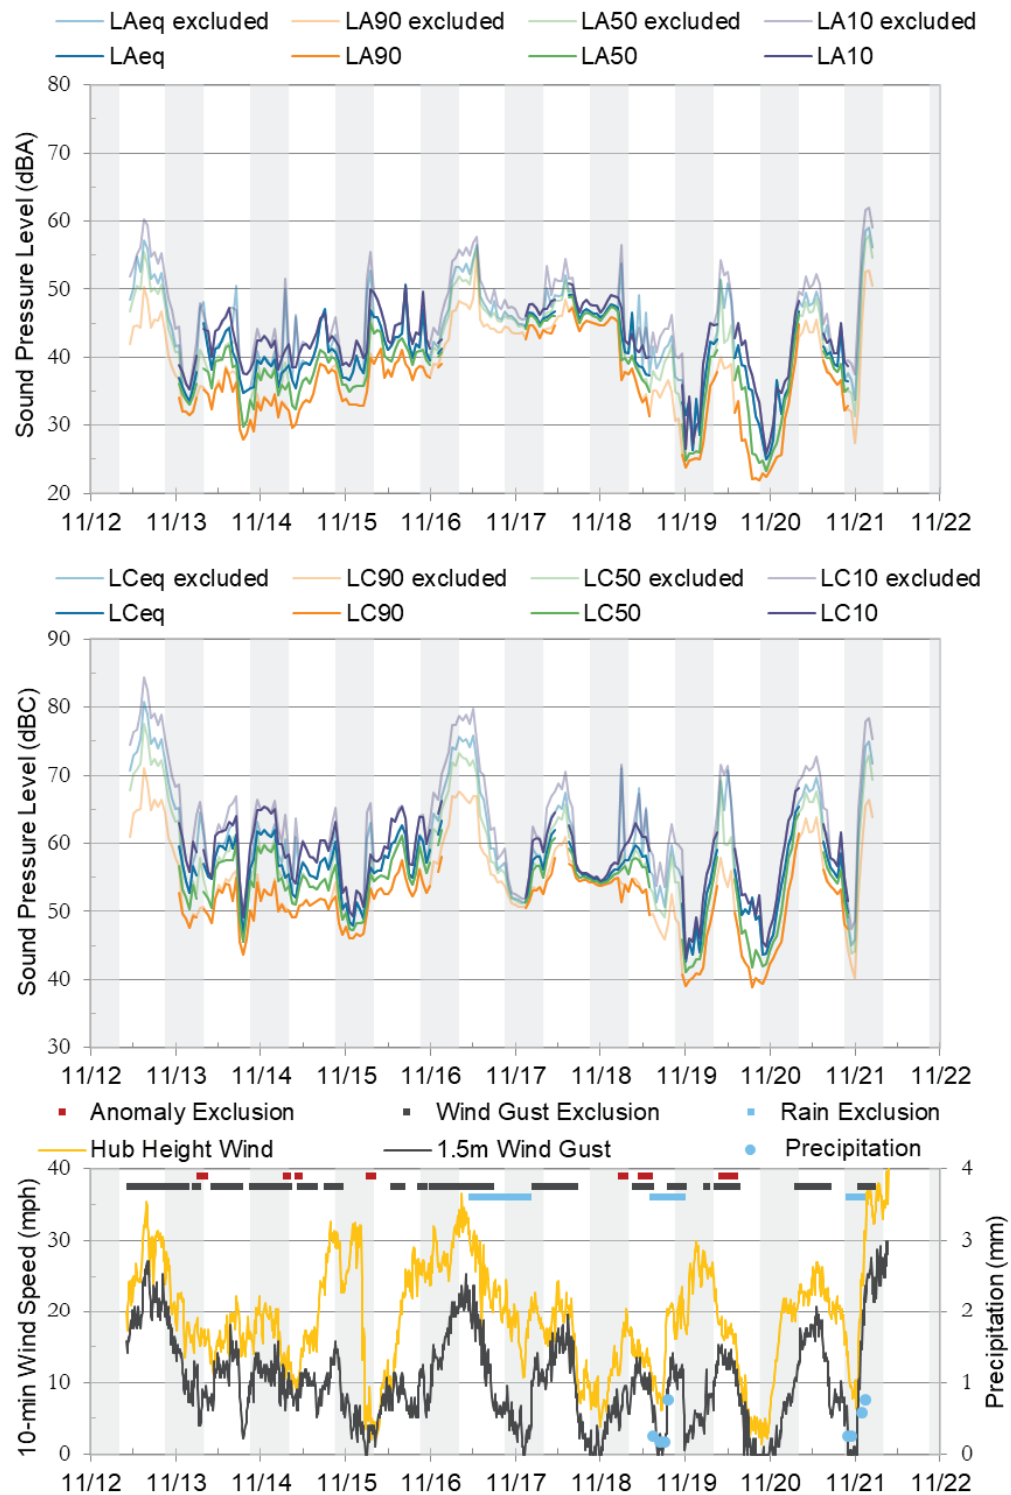 LAeq excluded LA90 excluded LA50 excluded LA10 excluded
LAeq LA90 LA50 LA10
Sound Pressure Level (dBA)
80
70
60
50
40
30
20
11/12 11/13 11/14 11/15 11/16 11/17 11/18 11/19 11/20 11/21 11/22
LCeq excluded LC90 excluded LC50 excluded LC10 excluded
LCeq LC90 LC50 LC10
Sound Pressure Level (dBC)
90
80
70
60
50
40
30
11/12 11/13 11/14 11/15 11/16 11/17 11/18 11/19 11/20 11/21 11/22
Anomaly Exclusion Wind Gust Exclusion Rain Exclusion
Hub Height Wind 1.5m Wind Gust Precipitation
10-min Wind Speed (mph)
40 4
30 3
20 2
10 1
0 0
Precipitation (mm)
11/12 11/13 11/14 11/15 11/16 11/17 11/18 11/19 11/20 11/21 11/22